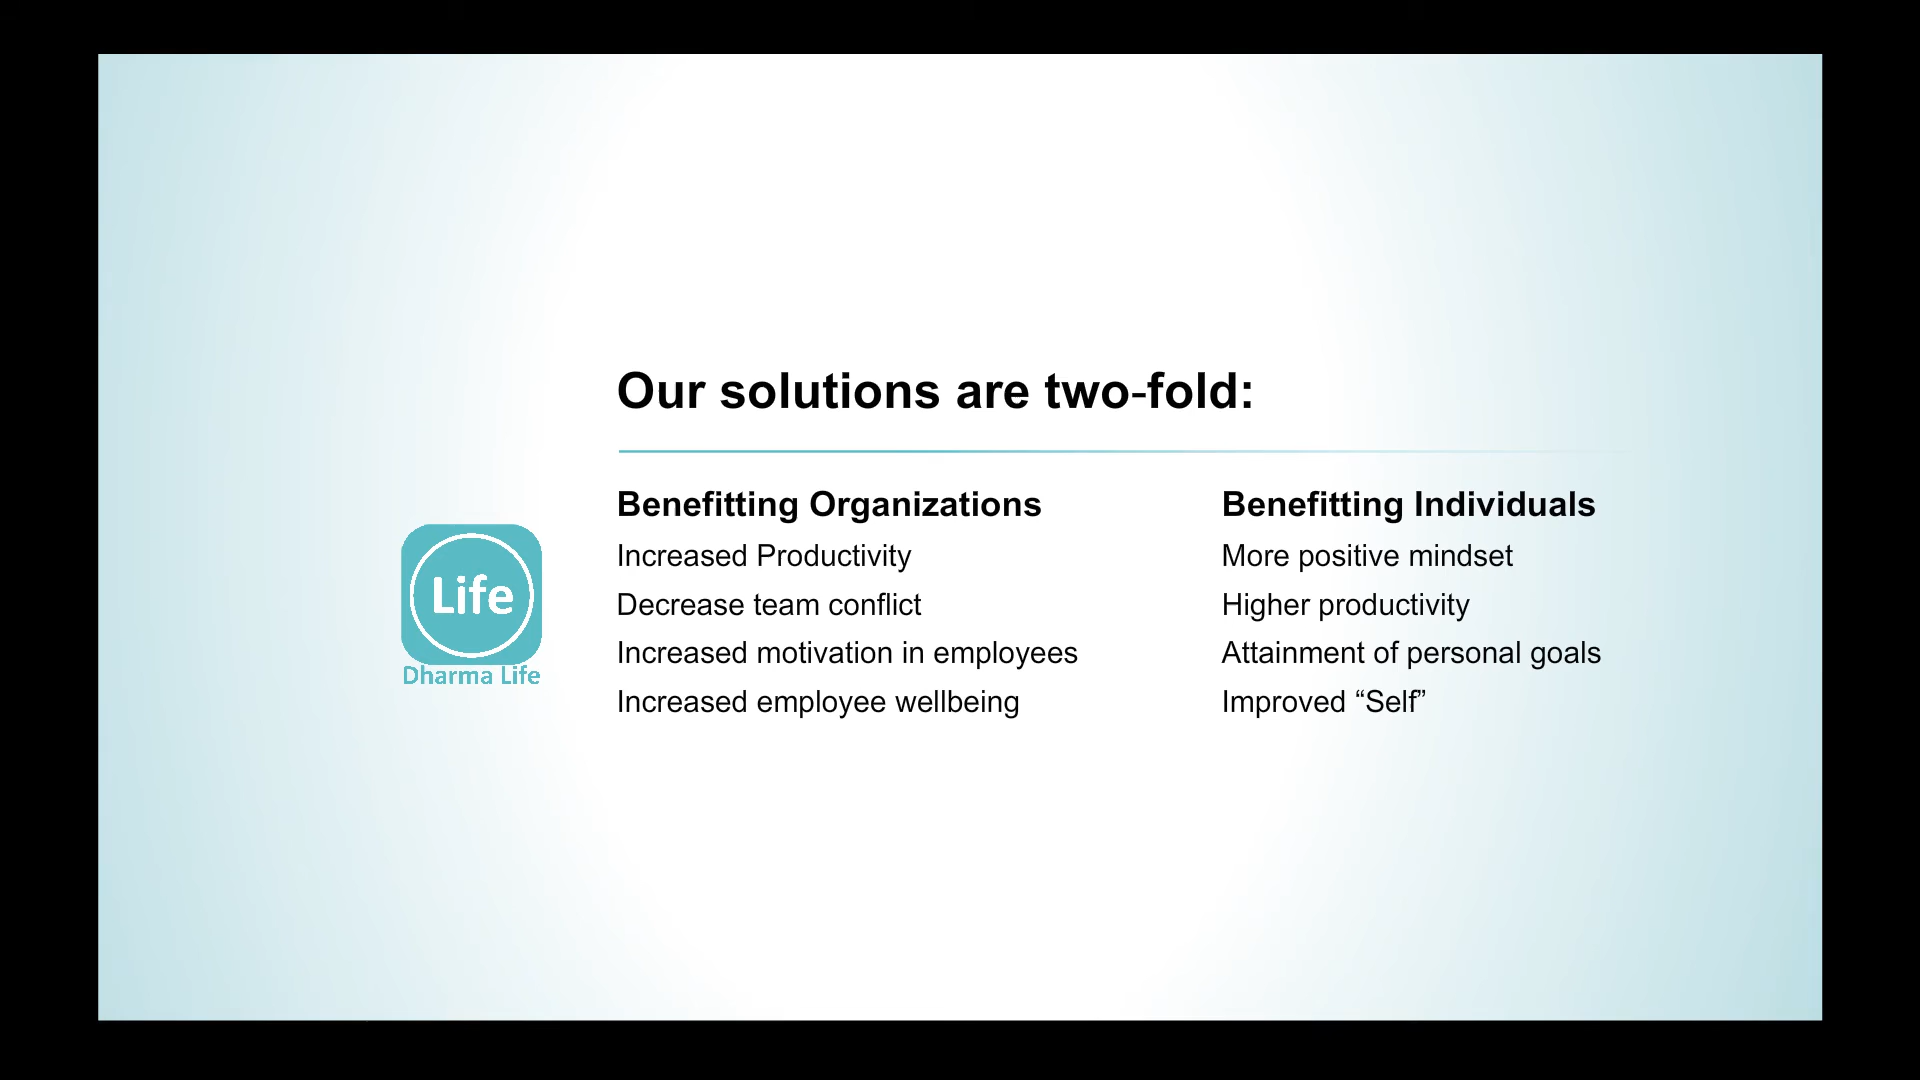 Our solutions are two-fold:
Benefitting Organizations
Increased Productivity
Decrease team conflict
Increased motivation in employees
Increased employee wellbeing
Benefitting Individuals
More positive mindset
Higher productivity
Attainment of personal goals
Improved “Self”
Life
Dharma Life